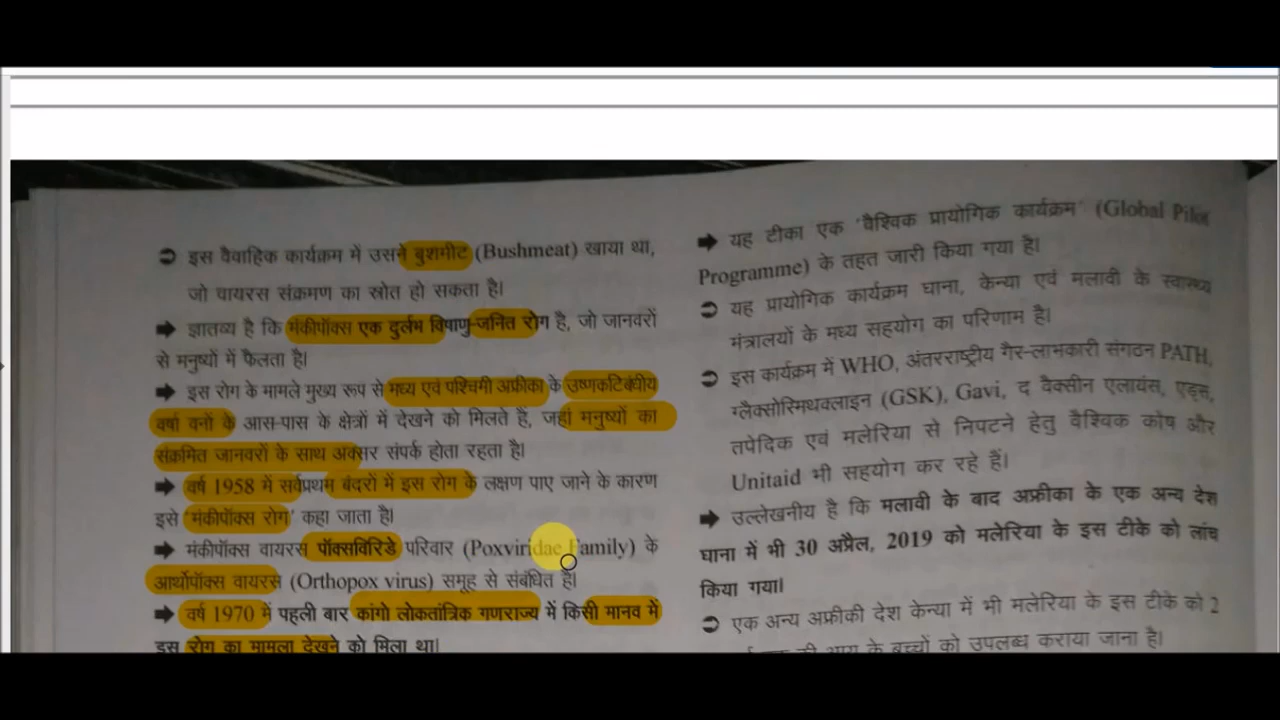 ⮊ इस वैवाहिक कार्यक्रम में उसने बुशमीट (Bushmeat) खाया था,
जो वायरस संक्रमण का स्रोत हो सकता है।
➡ ज्ञातव्य है कि मंकीपॉक्स एक दुर्लभ विषाणु-जनित रोग है, जो जानवरों
से मनुष्यों में फैलता है।
➡ इस रोग के मामले मुख्य रूप से मध्य एवं पश्चिमी अफ्रीका के उष्णकटिबंधीय
वर्षा वनों के आस-पास के क्षेत्रों में देखने को मिलते हैं, जहां मनुष्यों का
संक्रमित जानवरों के साथ अक्सर संपर्क होता रहता है।
➡ वर्ष 1958 में सर्वप्रथम बंदरों में इस रोग के लक्षण पाए जाने के कारण
इसे 'मंकीपॉक्स रोग' कहा जाता है।
➡ मंकीपॉक्स वायरस पॉक्सविरिडे परिवार (Poxviridae Family) के
आर्थोपॉक्स वायरस (Orthopox virus) समूह से संबंधित है।
➡ वर्ष 1970 में पहली बार कांगो लोकतांत्रिक गणराज्य में किसी मानव में
इस रोग का मामला देखने को मिला था।
➡ यह टीका एक 'वैश्विक प्रायोगिक कार्यक्रम' (Global Pilot
Programme) के तहत जारी किया गया है।
⮊ यह प्रायोगिक कार्यक्रम घाना, केन्या एवं मलावी के स्वास्थ्य
मंत्रालयों के मध्य सहयोग का परिणाम है।
⮊ इस कार्यक्रम में WHO, अंतरराष्ट्रीय गैर-लाभकारी संगठन PATH,
ग्लैक्सोस्मिथक्लाइन (GSK), Gavi, द वैक्सीन एलायंस, एड्स,
तपेदिक एवं मलेरिया से निपटने हेतु वैश्विक कोष और
Unitaid भी सहयोग कर रहे हैं।
➡ उल्लेखनीय है कि मलावी के बाद अफ्रीका के एक अन्य देश
घाना में भी 30 अप्रैल, 2019 को मलेरिया के इस टीके को लांच
किया गया।
⮊ एक अन्य अफ्रीकी देश केन्या में भी मलेरिया के इस टीके को 2
की आयु के बच्चों को उपलब्ध कराया जाना है।